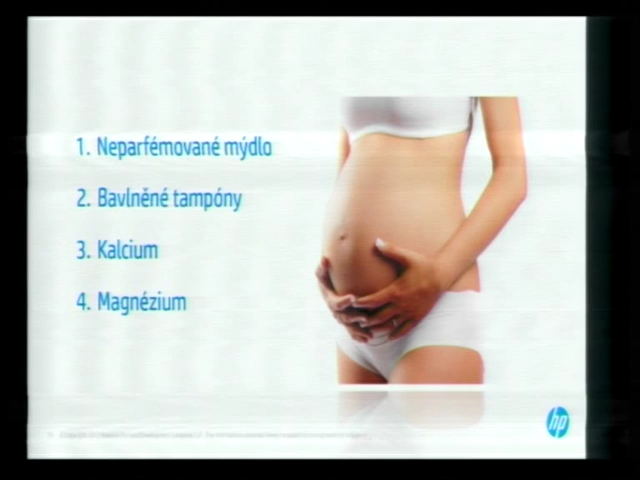 1. Neparfémované mýdlo
2. Bavlněné tampóny
3. Kalcium
4. Magnézium
hp